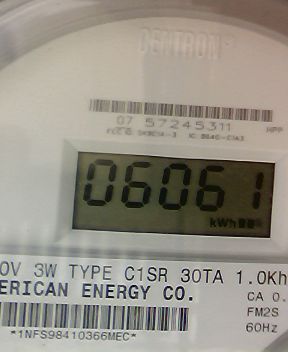 CENTRON
07 57245311
HPP
06061
kWh
0V 3W TYPE C1SR 30TA 1.0Kh
ERICAN ENERGY CO.
CA 0.
FM2S
60Hz
*1NFS98410366MEC*